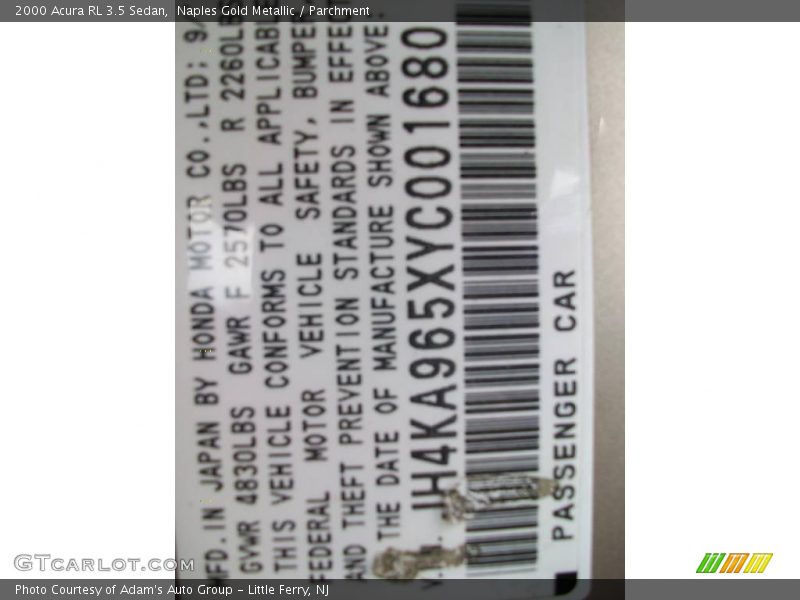 2000 Acura RL 3.5 Sedan, Naples Gold Metallic / Parchment
MFD. IN JAPAN BY HONDA MOTOR CO.,LTD; 9/
GVWR 4830LBS GAWR F 2570LBS R 2260LBS
THIS VEHICLE CONFORMS TO ALL APPLICABLE
FEDERAL MOTOR VEHICLE SAFETY, BUMPER
AND THEFT PREVENTION STANDARDS IN EFFECT
THE DATE OF MANUFACTURE SHOWN ABOVE.
V.I.N. JH4KA965XYC001680
PASSENGER CAR
GTCarLot.com
Photo Courtesy of Adam's Auto Group - Little Ferry, NJ